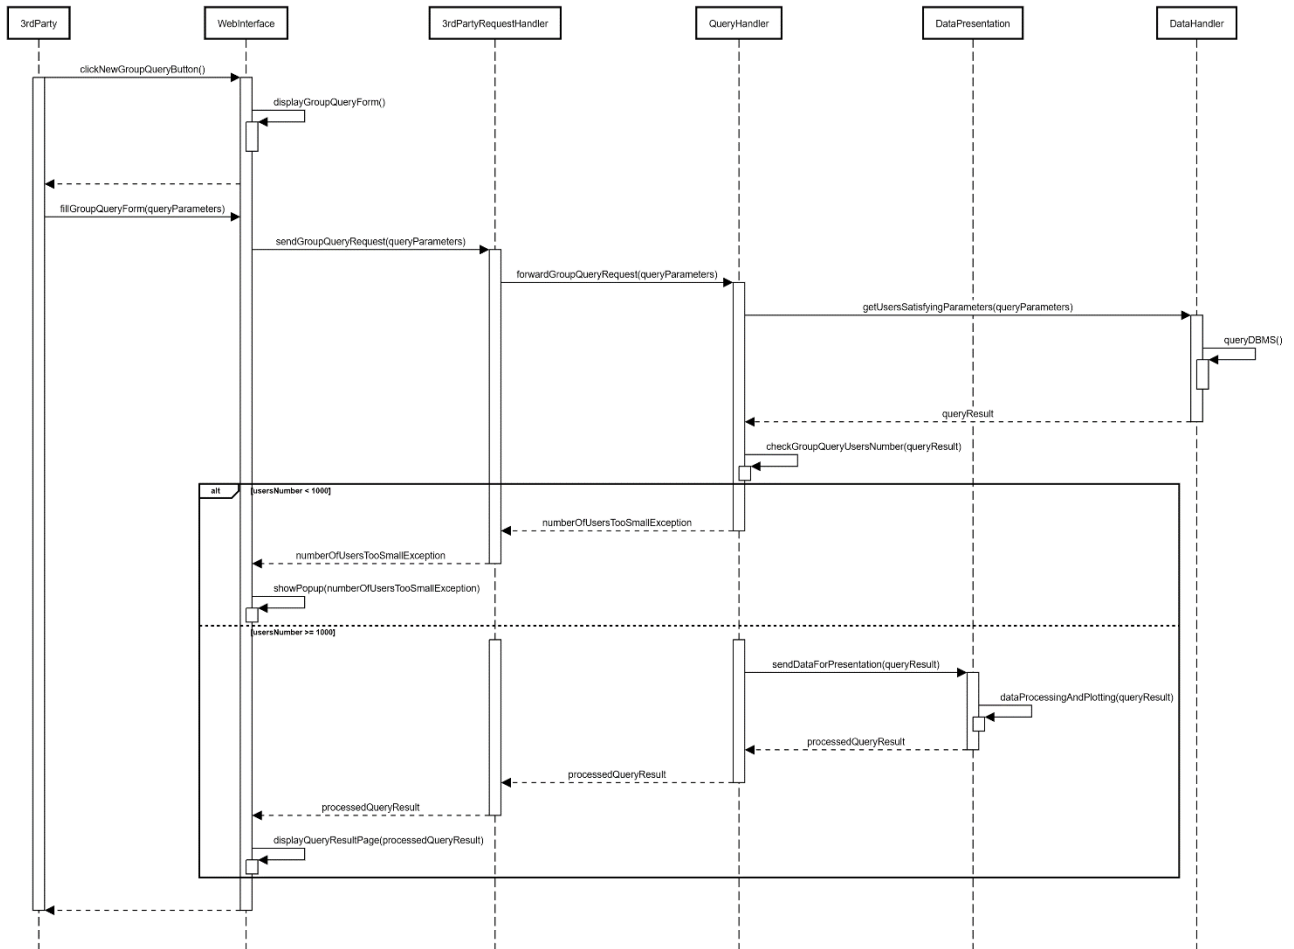 3rdParty
WebInterface
3rdPartyRequestHandler
QueryHandler
DataPresentation
DataHandler
clickNewGroupQueryButton()
displayGroupQueryForm()
fillGroupQueryForm(queryParameters)
sendGroupQueryRequest(queryParameters)
forwardGroupQueryRequest(queryParameters)
getUsersSatisfyingParameters(queryParameters)
queryDBMS()
queryResult
checkGroupQueryUsersNumber(queryResult)
alt
[usersNumber < 1000]
numberOfUsersTooSmallException
numberOfUsersTooSmallException
showPopup(numberOfUsersTooSmallException)
[usersNumber >= 1000]
sendDataForPresentation(queryResult)
dataProcessingAndPlotting(queryResult)
processedQueryResult
processedQueryResult
processedQueryResult
displayQueryResultPage(processedQueryResult)